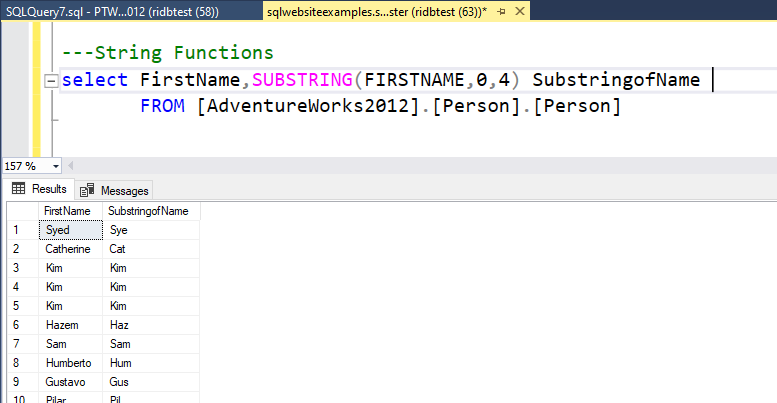 SQLQuery7.sql - PTW...012 (ridbtest (58)) sqlwebsiteexamples.s...ster (ridbtest (63))*
---String Functions
select FirstName,SUBSTRING(FIRSTNAME,0,4) SubstringofName
FROM [AdventureWorks2012].[Person].[Person]
157 %
Results Messages
FirstName SubstringofName
1 Syed Sye
2 Catherine Cat
3 Kim Kim
4 Kim Kim
5 Kim Kim
6 Hazem Haz
7 Sam Sam
8 Humberto Hum
9 Gustavo Gus
10 Pilar Pil